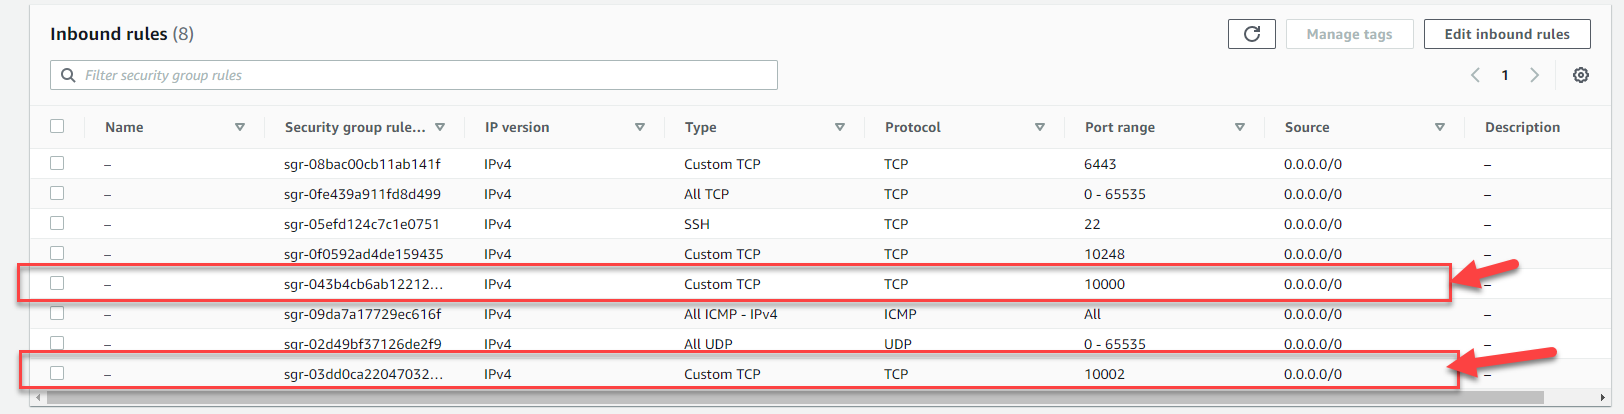 Inbound rules (8)
Manage tags
Edit inbound rules
Filter security group rules
1
Name Security group rule... IP version Type Protocol Port range Source Description
– sgr-08bac00cb11ab141f IPv4 Custom TCP TCP 6443 0.0.0.0/0 –
– sgr-0fe439a911fd8d499 IPv4 All TCP TCP 0 - 65535 0.0.0.0/0 –
– sgr-05efd124c7c1e0751 IPv4 SSH TCP 22 0.0.0.0/0 –
– sgr-0f0592ad4de159435 IPv4 Custom TCP TCP 10248 0.0.0.0/0 –
– sgr-043b4cb6ab12212... IPv4 Custom TCP TCP 10000 0.0.0.0/0 –
– sgr-09da7a17729ec616f IPv4 All ICMP - IPv4 ICMP All 0.0.0.0/0 –
– sgr-02d49bf37126de2f9 IPv4 All UDP UDP 0 - 65535 0.0.0.0/0 –
– sgr-03dd0ca22047032... IPv4 Custom TCP TCP 10002 0.0.0.0/0 –